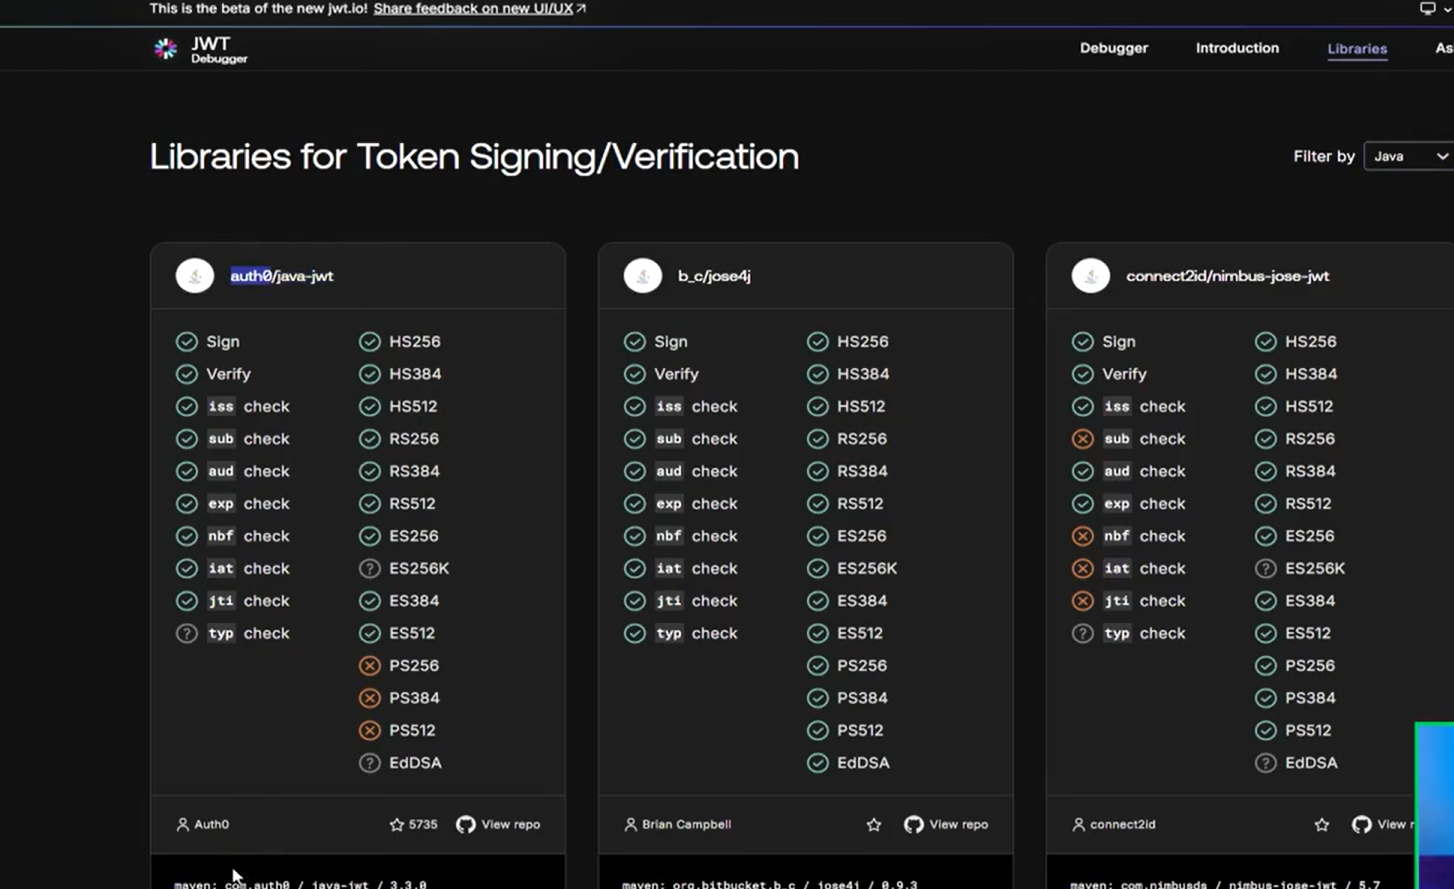 This is the beta of the new jwt.io! Share feedback on new UI/UX
JWT
Debugger
Debugger Introduction Libraries As
Libraries for Token Signing/Verification
Filter by Java
auth0/java-jwt
Sign HS256
Verify HS384
iss check HS512
sub check RS256
aud check RS384
exp check RS512
nbf check ES256
iat check ES256K
jti check ES384
typ check ES512
PS256
PS384
PS512
EdDSA
Auth0 5735 View repo
maven: com.auth0 / java-jwt / 3.3.0
b_c/jose4j
Sign HS256
Verify HS384
iss check HS512
sub check RS256
aud check RS384
exp check RS512
nbf check ES256
iat check ES256K
jti check ES384
typ check ES512
PS256
PS384
PS512
EdDSA
Brian Campbell View repo
maven: org.bitbucket.b_c / jose4j / 0.9.3
connect2id/nimbus-jose-jwt
Sign HS256
Verify HS384
iss check HS512
sub check RS256
aud check RS384
exp check RS512
nbf check ES256
iat check ES256K
jti check ES384
typ check ES512
PS256
PS384
PS512
EdDSA
connect2id View r
maven: com.nimbusds / nimbus-jose-jwt / 5.7